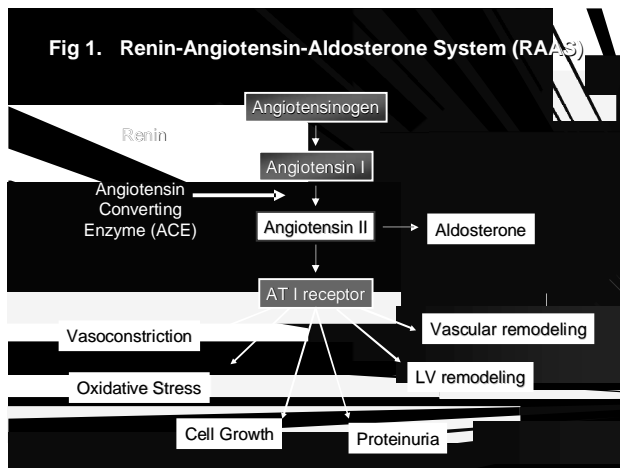 Fig 1. Renin-Angiotensin-Aldosterone System (RAAS)
Angiotensinogen
Renin
Angiotensin I
Angiotensin
Converting
Enzyme (ACE)
Angiotensin II
Aldosterone
AT I receptor
Vasoconstriction
Vascular remodeling
Oxidative Stress
LV remodeling
Cell Growth
Proteinuria